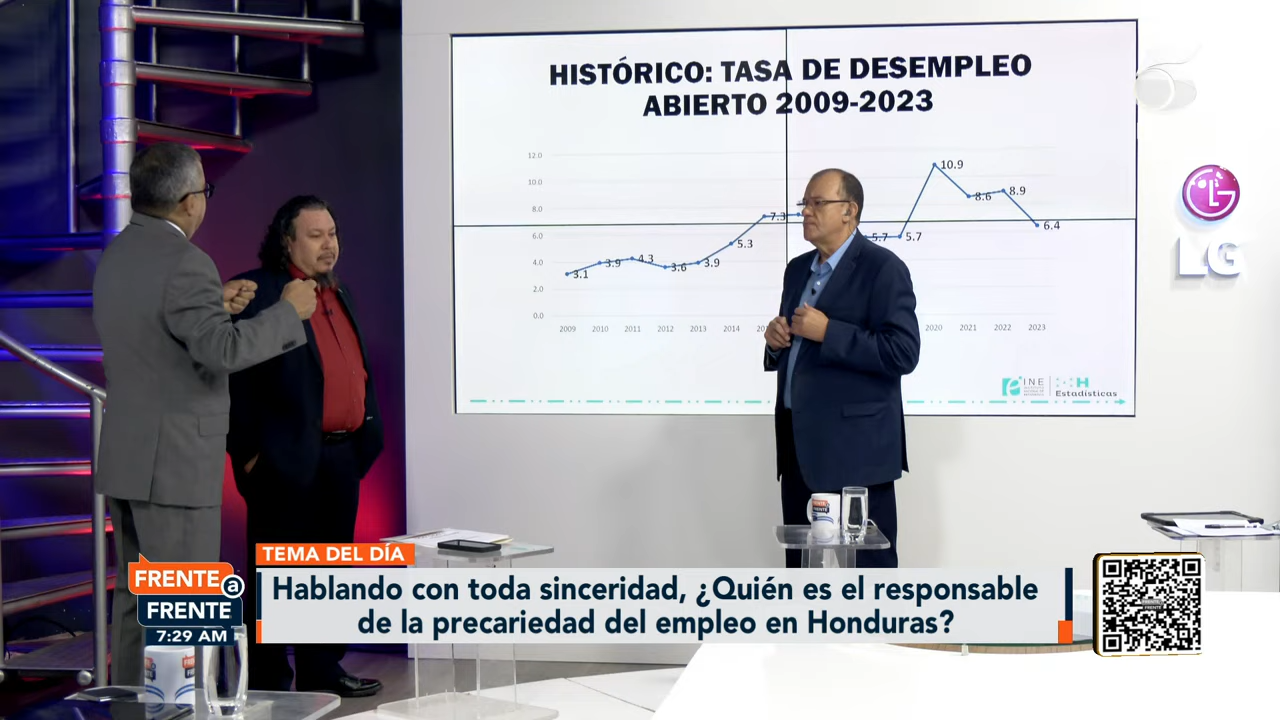 HISTÓRICO: TASA DE DESEMPLEO
ABIERTO 2009-2023
12.0
10.0
8.0
6.0
4.0
2.0
0.0
3.1
3.9
4.3
3.6
3.9
5.3
7.3
5.7
5.7
10.9
8.6
8.9
6.4
2009
2010
2011
2012
2013
2014
2020
2021
2022
2023
INE
Estadísticas
LG
TEMA DEL DÍA
Hablando con toda sinceridad, ¿Quién es el responsable
de la precariedad del empleo en Honduras?
FRENTE
a
FRENTE
7:29 AM